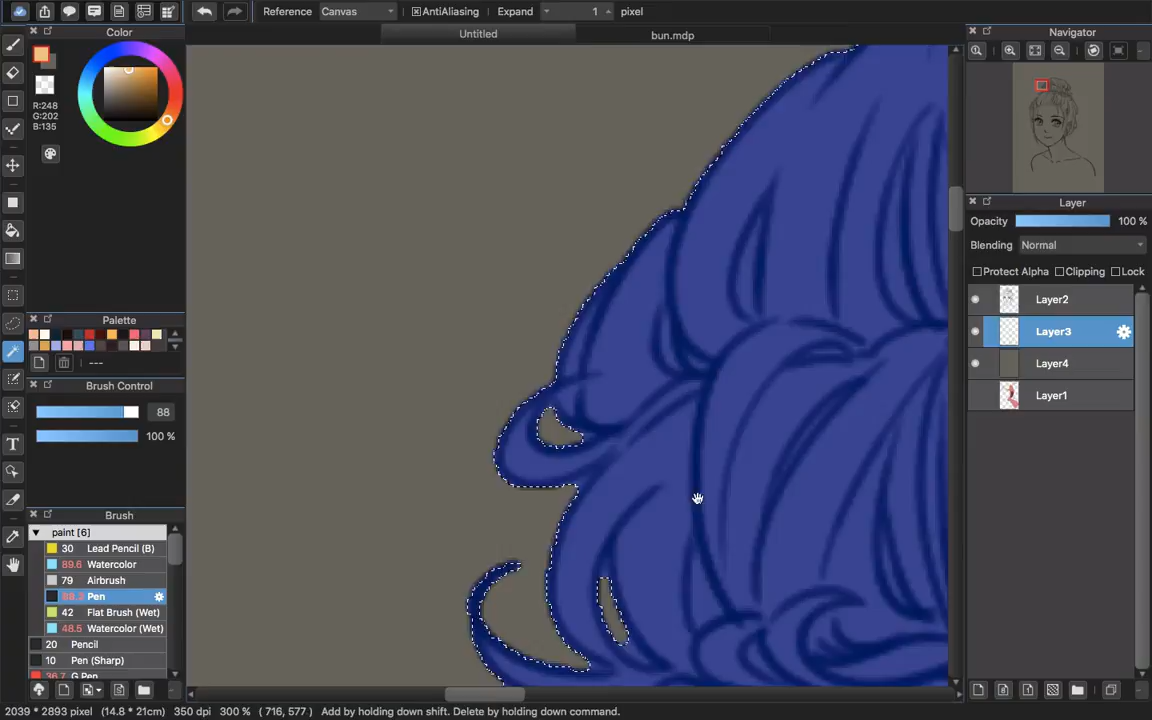 Reference Canvas AntiAliasing Expand 1 pixel
Color
Untitled
bun.mdp
Navigator
R:248
G:202
B:135
Layer
Opacity 100 %
Blending Normal
Protect Alpha Clipping Lock
Layer2
Layer3
Layer4
Layer1
Palette
---
Brush Control
88
100 %
Brush
paint [6]
30 Lead Pencil (B)
89.6 Watercolor
79 Airbrush
Pen
42 Flat Brush (Wet)
48.5 Watercolor (Wet)
20 Pencil
10 Pen (Sharp)
36.7 G Pen
2039 * 2893 pixel (14.8 * 21cm) 350 dpi 300 % ( 716, 577 ) Add by holding down shift. Delete by holding down command.